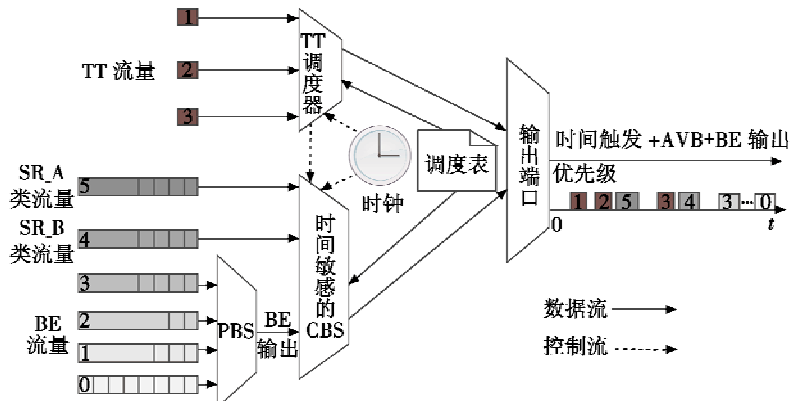 1
TT 流量
2
3
TT
调
度
器
SR_A
类流量
5
SR_B
类流量
4
3
BE
流量
2
1
0
PBS
BE
输出
时
间
敏
感
的
CBS
时钟
调度表
输
出
端
口
时间触发 +AVB+BE 输出
优先级
1 2 5 3 4 3 ··· 0
0 t
数据流
控制流